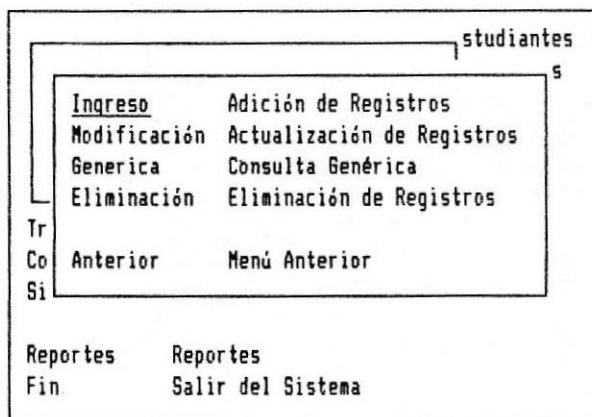 studiantes
s
Ingreso Adición de Registros
Modificación Actualización de Registros
Generica Consulta Genérica
Eliminación Eliminación de Registros
Tr
Co Anterior Menú Anterior
Si
Reportes Reportes
Fin Salir del Sistema